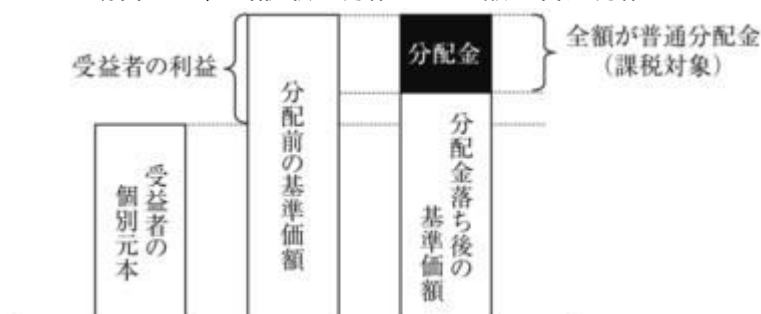 受益者の利益
分配金
全額が普通分配金
(課税対象)
分配前の基準価額
受益者の
個別元本
分配金落ち後の
基準価額